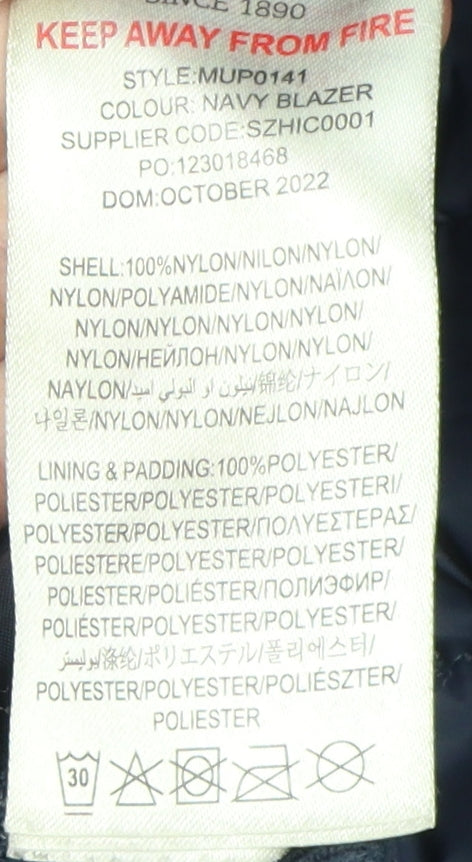 SINCE 1890
KEEP AWAY FROM FIRE
STYLE:MUP0141
COLOUR: NAVY BLAZER
SUPPLIER CODE:SZHIC0001
PO:123018468
DOM:OCTOBER 2022
SHELL:100%NYLON/NILON/NYLON/
NYLON/POLYAMIDE/NYLON/NAÏΛON/
NYLON/NYLON/NYLON/NYLON/
NYLON/НЕЙЛОН/NYLON/NYLON/
NAYLON/نيلون او البولي اميد/锦纶/ナイロン/
나일론/NYLON/NYLON/NEJLON/NAJLON
LINING & PADDING:100%POLYESTER/
POLIESTER/POLYESTER/POLYESTERI/
POLYESTER/POLYESTER/ΠΟΛΥΕΣΤΕΡΑΣ/
POLIESTERE/POLYESTER/POLYESTER/
POLIESTER/POLIÉSTER/ПОЛИЭФИР/
POLIÉSTER/POLYESTER/POLYESTER/
بوليستر/涤纶/ポリエステル/폴리에스터/
POLYESTER/POLYESTER/POLIÉSZTER/
POLIESTER
30